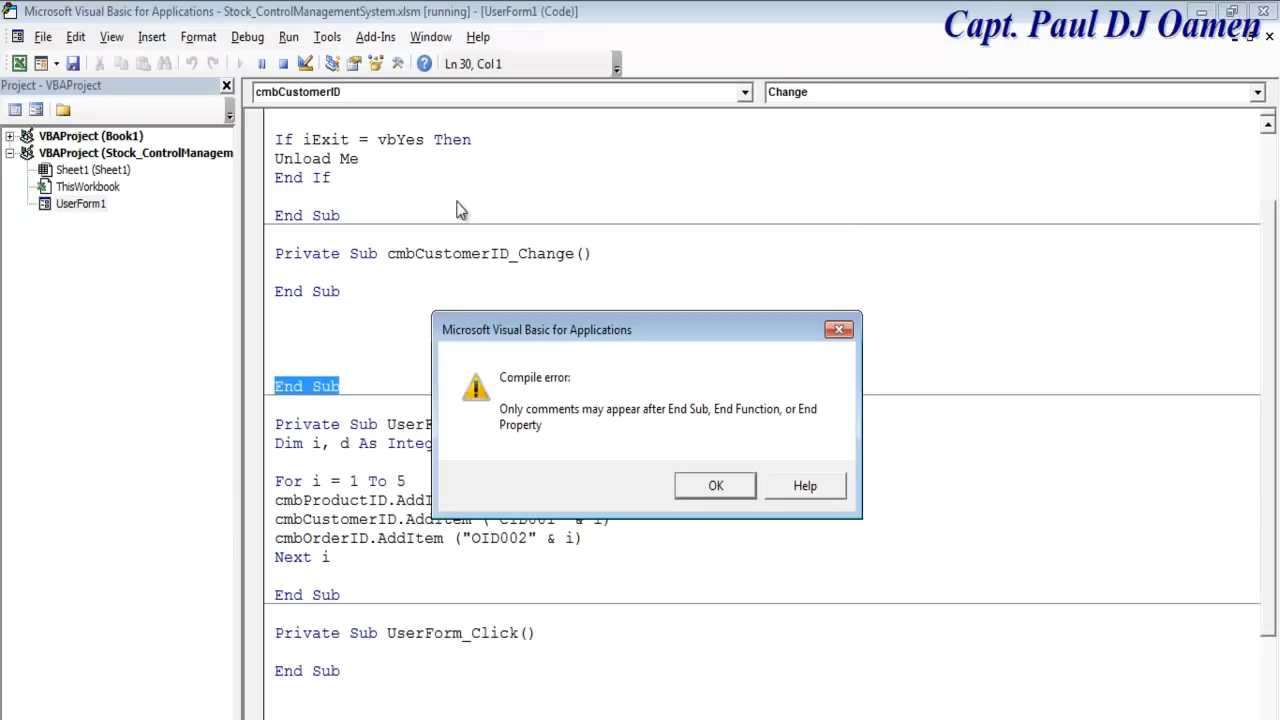 Microsoft Visual Basic for Applications - Stock_ControlManagementSystem.xlsm [running] - [UserForm1 (Code)]
Capt. Paul DJ Oamen
File Edit View Insert Format Debug Run Tools Add-Ins Window Help
Ln 30, Col 1
Project - VBAProject
cmbCustomerID
Change
VBAProject (Book1)
VBAProject (Stock_ControlManagem
Sheet1 (Sheet1)
ThisWorkbook
UserForm1
If iExit = vbYes Then
Unload Me
End If
End Sub
Private Sub cmbCustomerID_Change()
End Sub
End Sub
Private Sub UserF
Dim i, d As Integ
For i = 1 To 5
cmbProductID.AddI
cmbCustomerID.AddItem ("CID001" & i)
cmbOrderID.AddItem ("OID002" & i)
Next i
End Sub
Private Sub UserForm_Click()
End Sub
Microsoft Visual Basic for Applications
Compile error:
Only comments may appear after End Sub, End Function, or End
Property
OK
Help